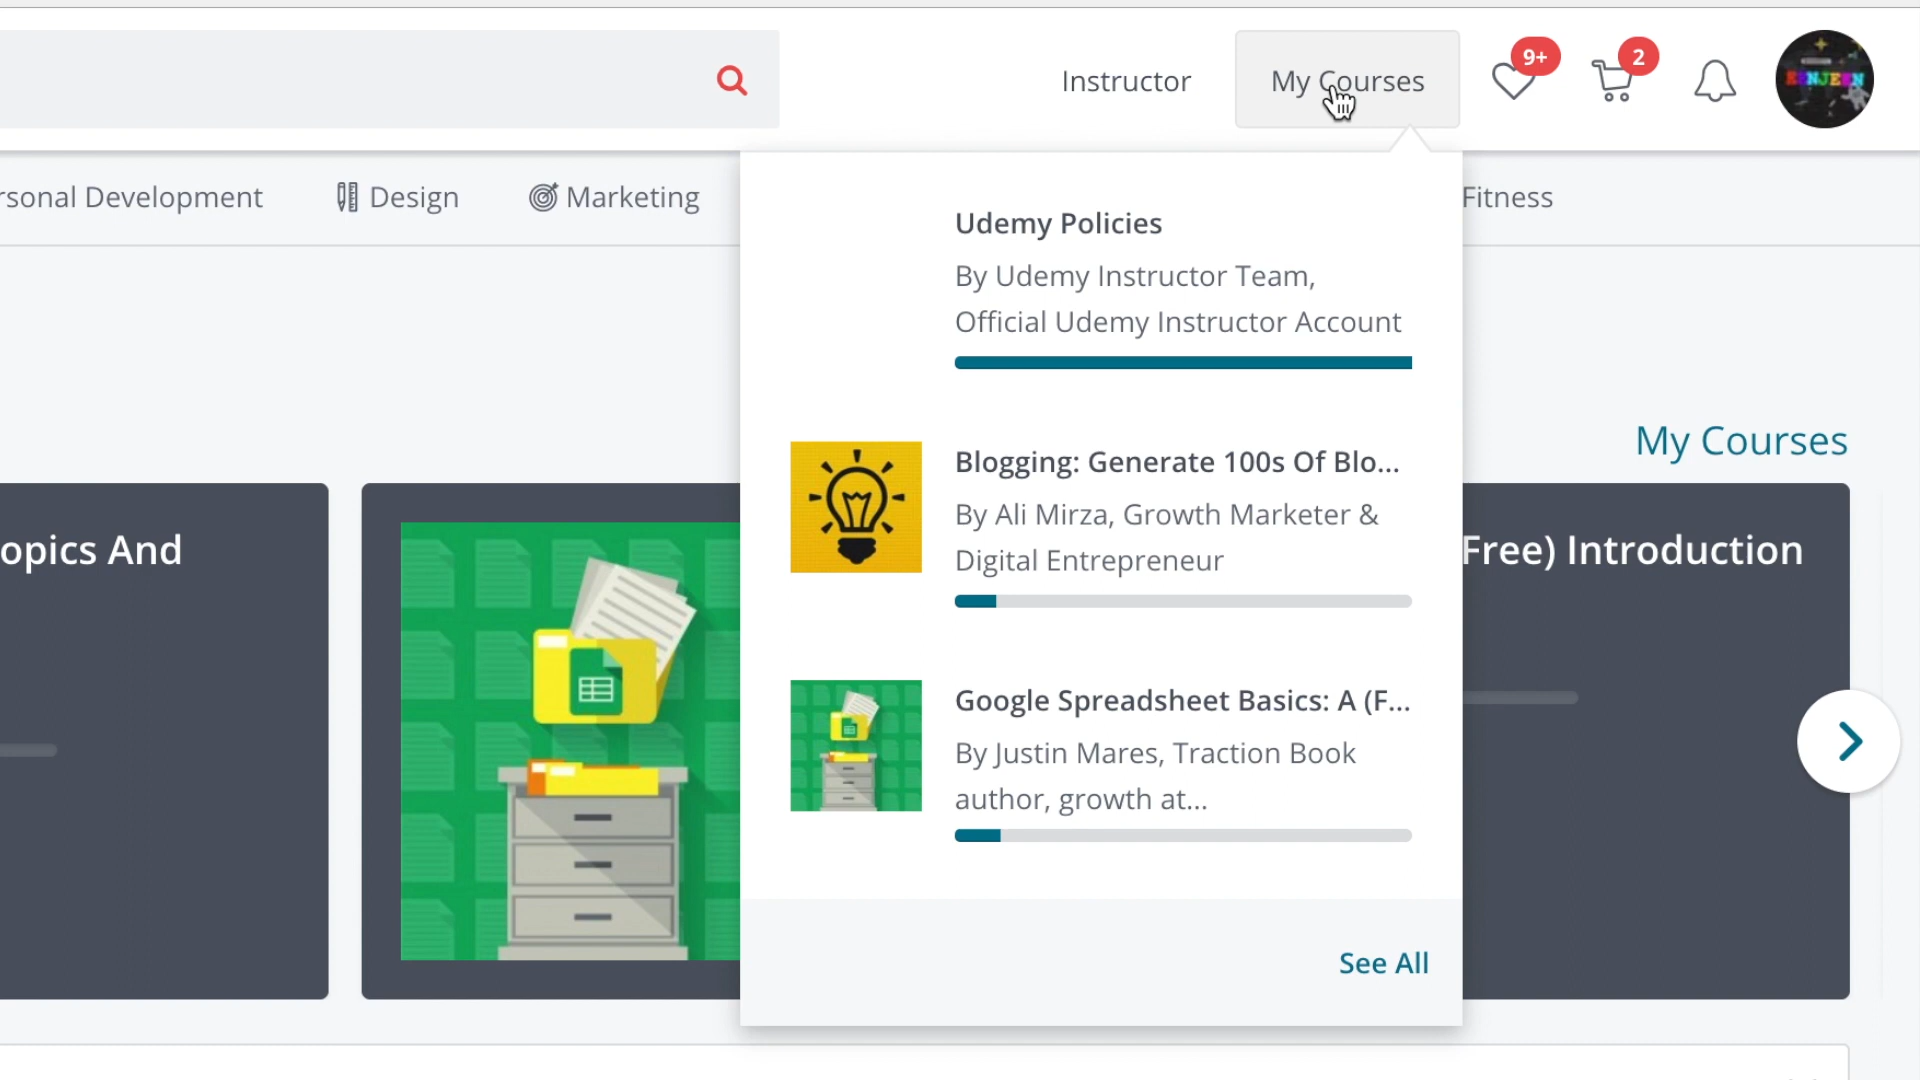 Instructor
My Courses
9+
2
rsonal Development
Design
Marketing
Fitness
Udemy Policies
By Udemy Instructor Team,
Official Udemy Instructor Account
Blogging: Generate 100s Of Blo...
By Ali Mirza, Growth Marketer &
Digital Entrepreneur
Google Spreadsheet Basics: A (F...
By Justin Mares, Traction Book
author, growth at...
See All
My Courses
opics And
Free) Introduction